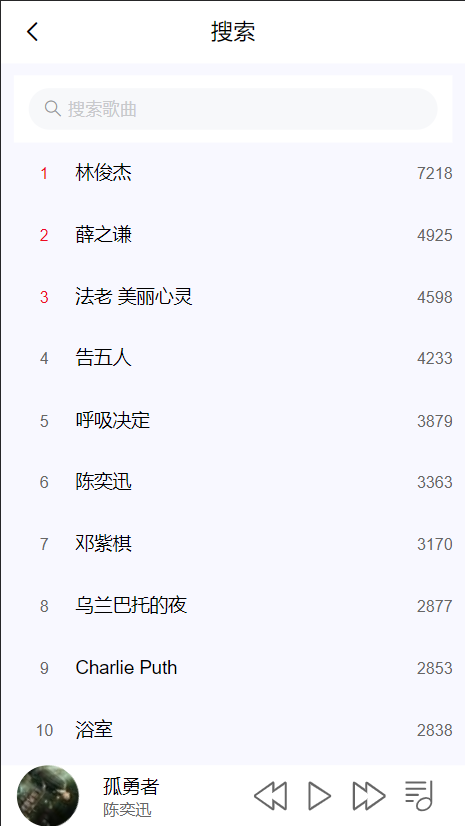 搜索
搜索歌曲
1 林俊杰 7218
2 薛之谦 4925
3 法老 美丽心灵 4598
4 告五人 4233
5 呼吸决定 3879
6 陈奕迅 3363
7 邓紫棋 3170
8 乌兰巴托的夜 2877
9 Charlie Puth 2853
10 浴室 2838
孤勇者
陈奕迅